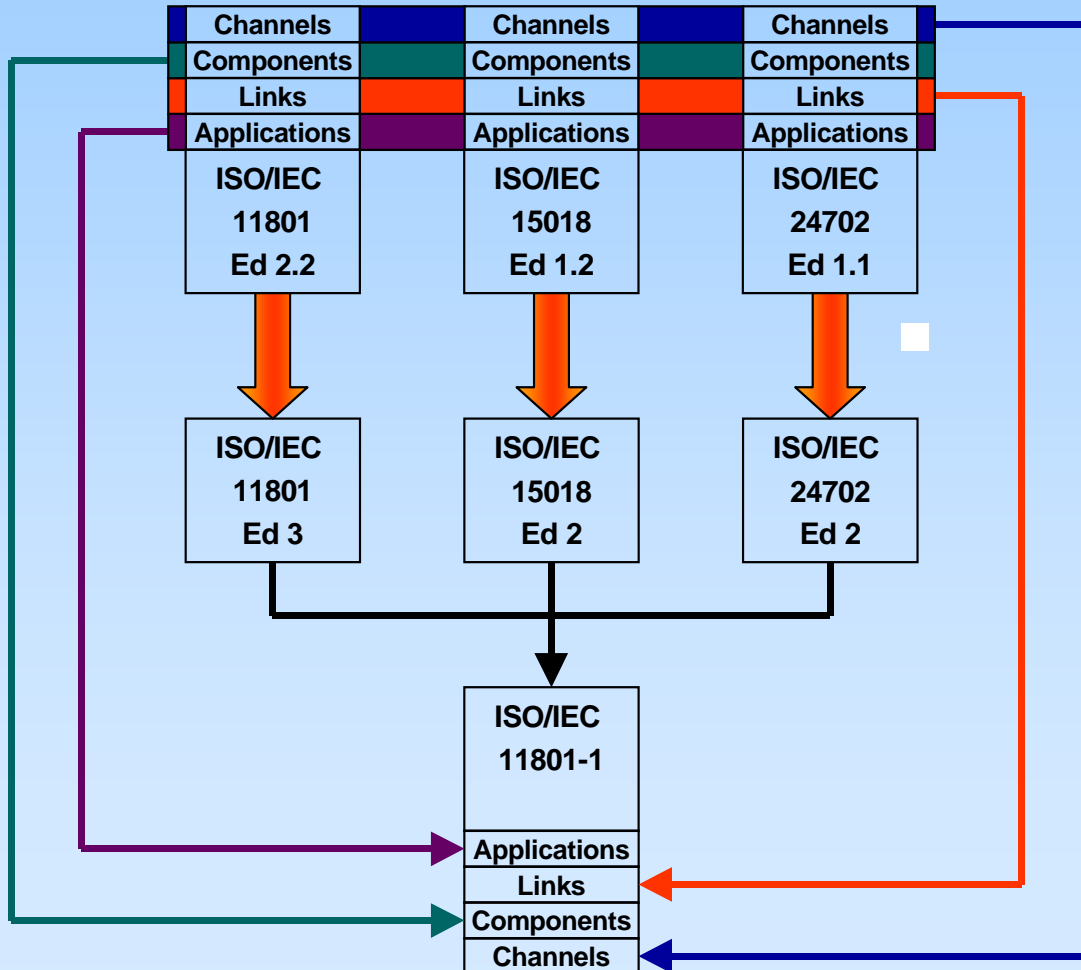 Channels Channels Channels
Components Components Components
Links Links Links
Applications Applications Applications
ISO/IEC
11801
Ed 2.2
ISO/IEC
15018
Ed 1.2
ISO/IEC
24702
Ed 1.1
ISO/IEC
11801
Ed 3
ISO/IEC
15018
Ed 2
ISO/IEC
24702
Ed 2
ISO/IEC
11801-1
Applications
Links
Components
Channels